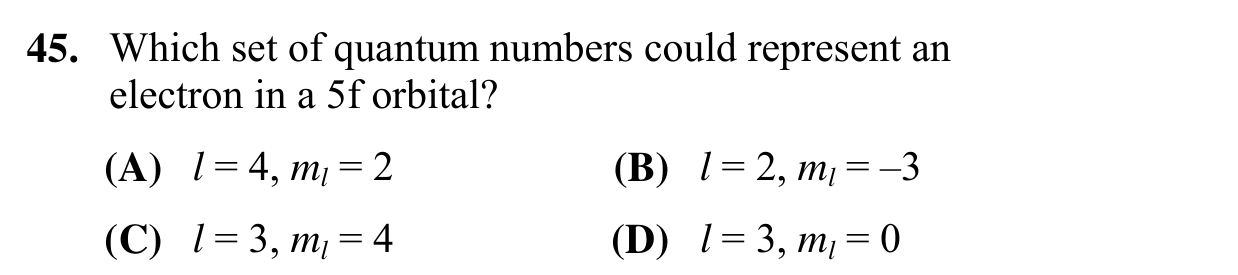 45. Which set of quantum numbers could represent an
electron in a 5f orbital?
(A) l = 4, mₗ = 2 (B) l = 2, mₗ = –3
(C) l = 3, mₗ = 4 (D) l = 3, mₗ = 0